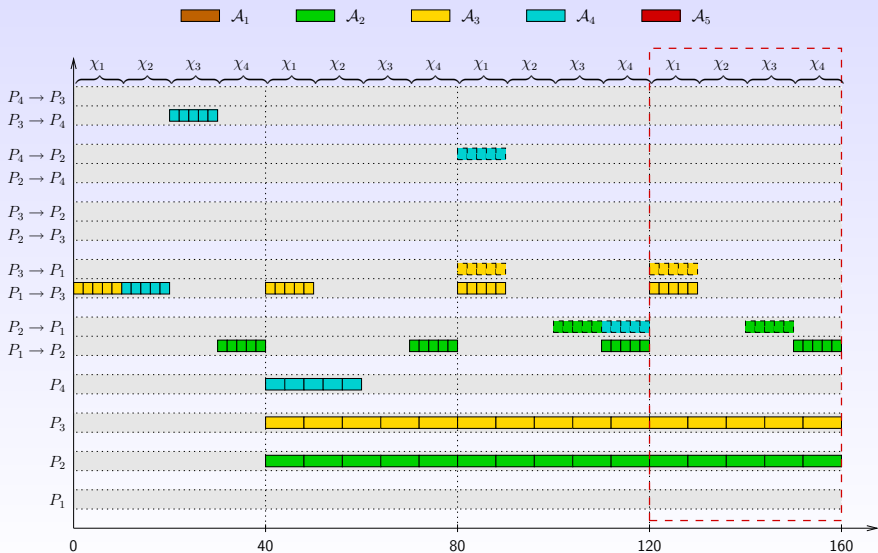 𝒜₁ 𝒜₂ 𝒜₃ 𝒜₄ 𝒜₅
χ₁ χ₂ χ₃ χ₄ χ₁ χ₂ χ₃ χ₄ χ₁ χ₂ χ₃ χ₄ χ₁ χ₂ χ₃ χ₄
P₄ → P₃
P₃ → P₄
P₄ → P₂
P₂ → P₄
P₃ → P₂
P₂ → P₃
P₃ → P₁
P₁ → P₃
P₂ → P₁
P₁ → P₂
P₄
P₃
P₂
P₁
0 40 80 120 160